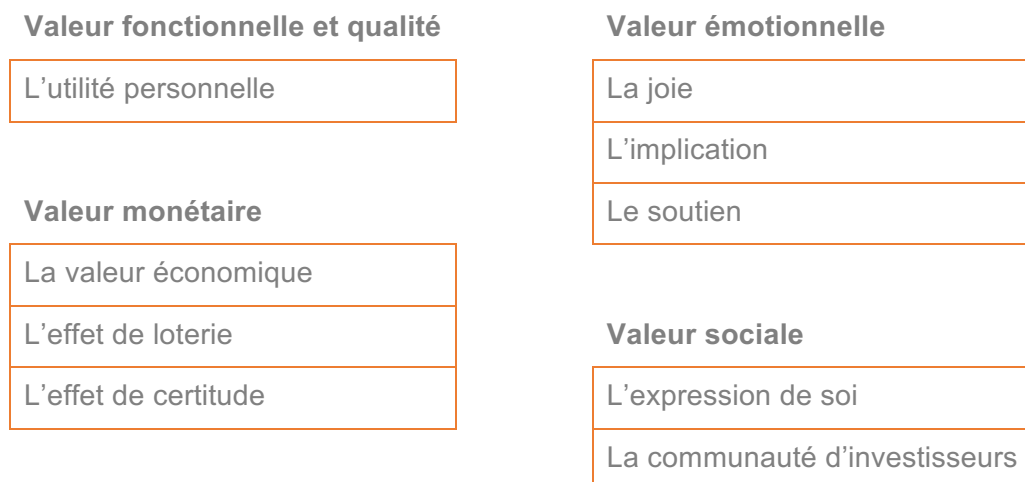 Valeur fonctionnelle et qualité
L’utilité personnelle
Valeur monétaire
La valeur économique
L’effet de loterie
L’effet de certitude
Valeur émotionnelle
La joie
L’implication
Le soutien
Valeur sociale
L’expression de soi
La communauté d’investisseurs